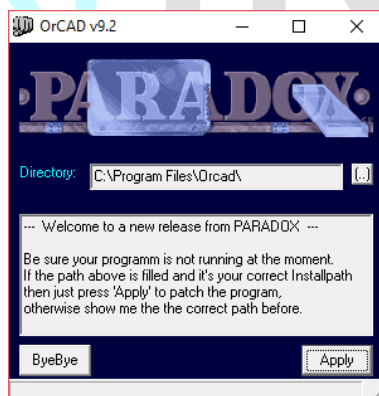 OrCAD v9.2
PARADOX
Directory:
C:\Program Files\Orcad\
(..)
--- Welcome to a new release from PARADOX ---
Be sure your programm is not running at the moment.
If the path above is filled and it's your correct Installpath
then just press 'Apply' to patch the program,
otherwise show me the the correct path before.
ByeBye
Apply